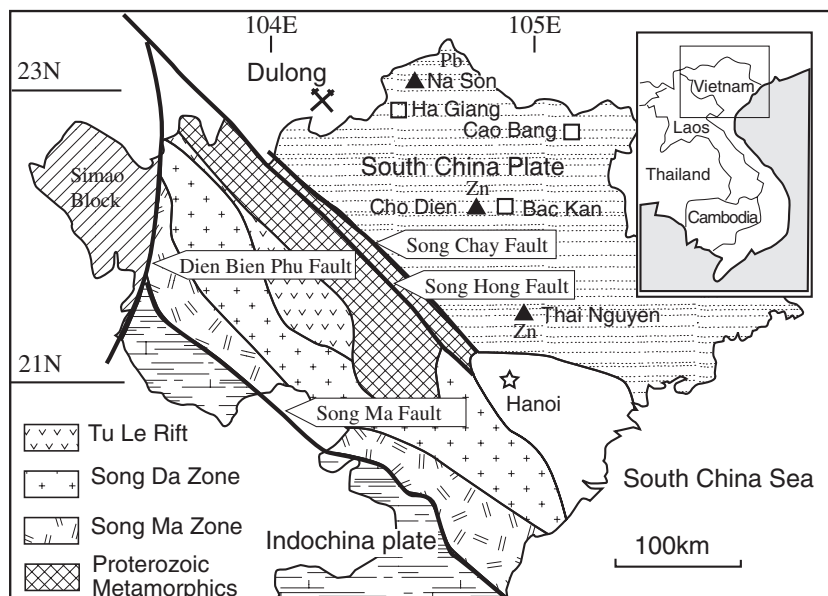 104E
105E
23N
Dulong
Pb
Na Son
Ha Giang
Cao Bang
Vietnam
Laos
Thailand
Cambodia
Simao
Block
South China Plate
Zn
Cho Dien
Bac Kan
Song Chay Fault
Dien Bien Phu Fault
Song Hong Fault
Thai Nguyen
Zn
21N
Hanoi
Song Ma Fault
Tu Le Rift
Song Da Zone
South China Sea
Song Ma Zone
Indochina plate
100km
Proterozoic
Metamorphics